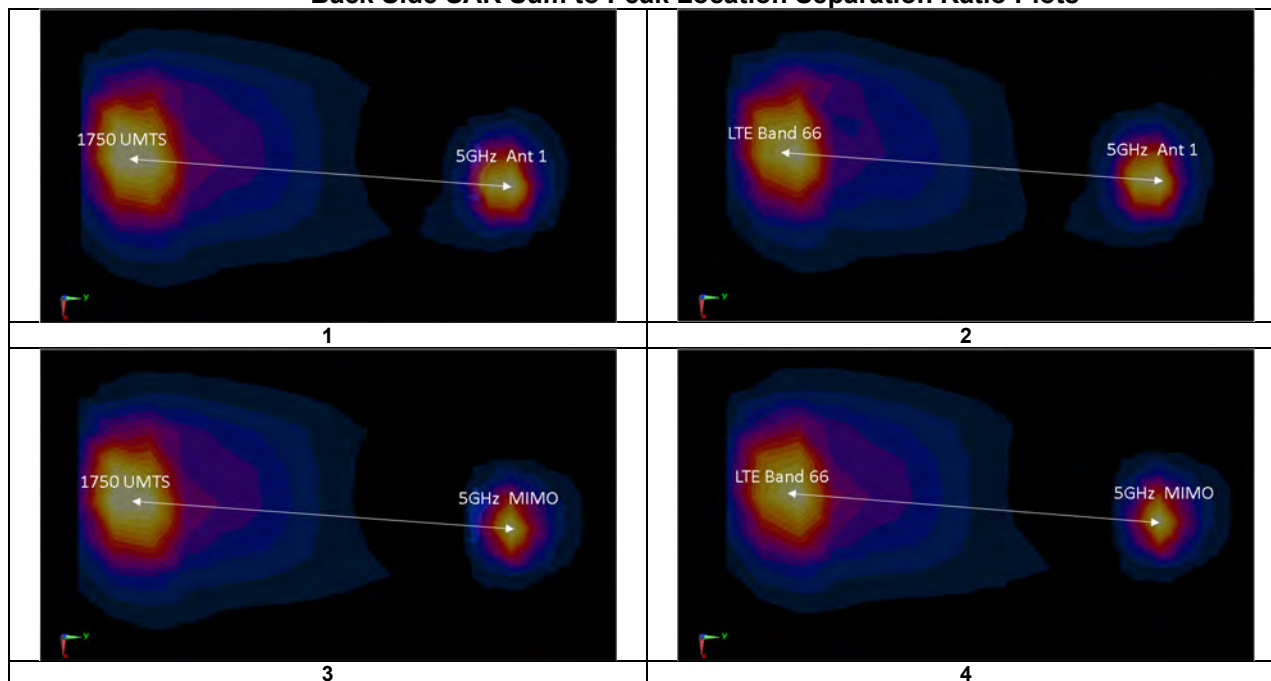 Back Side SAR Sum to Peak Location Separation Ratio Plots
1750 UMTS
5GHz Ant 1
LTE Band 66
5GHz Ant 1
1
2
1750 UMTS
5GHz MIMO
LTE Band 66
5GHz MIMO
3
4